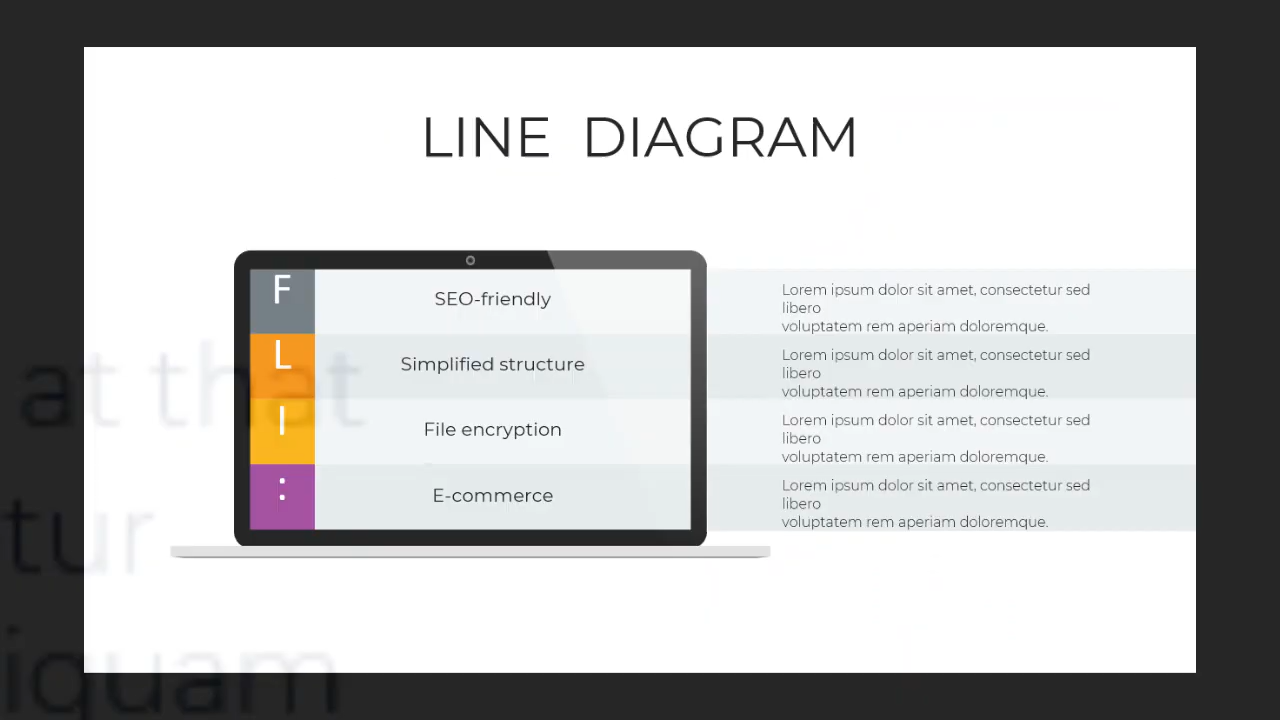 LINE DIAGRAM
F
SEO-friendly
Lorem ipsum dolor sit amet, consectetur sed
libero
voluptatem rem aperiam doloremque.
L
Simplified structure
Lorem ipsum dolor sit amet, consectetur sed
libero
voluptatem rem aperiam doloremque.
I
File encryption
Lorem ipsum dolor sit amet, consectetur sed
libero
voluptatem rem aperiam doloremque.
:
E-commerce
Lorem ipsum dolor sit amet, consectetur sed
libero
voluptatem rem aperiam doloremque.
at that